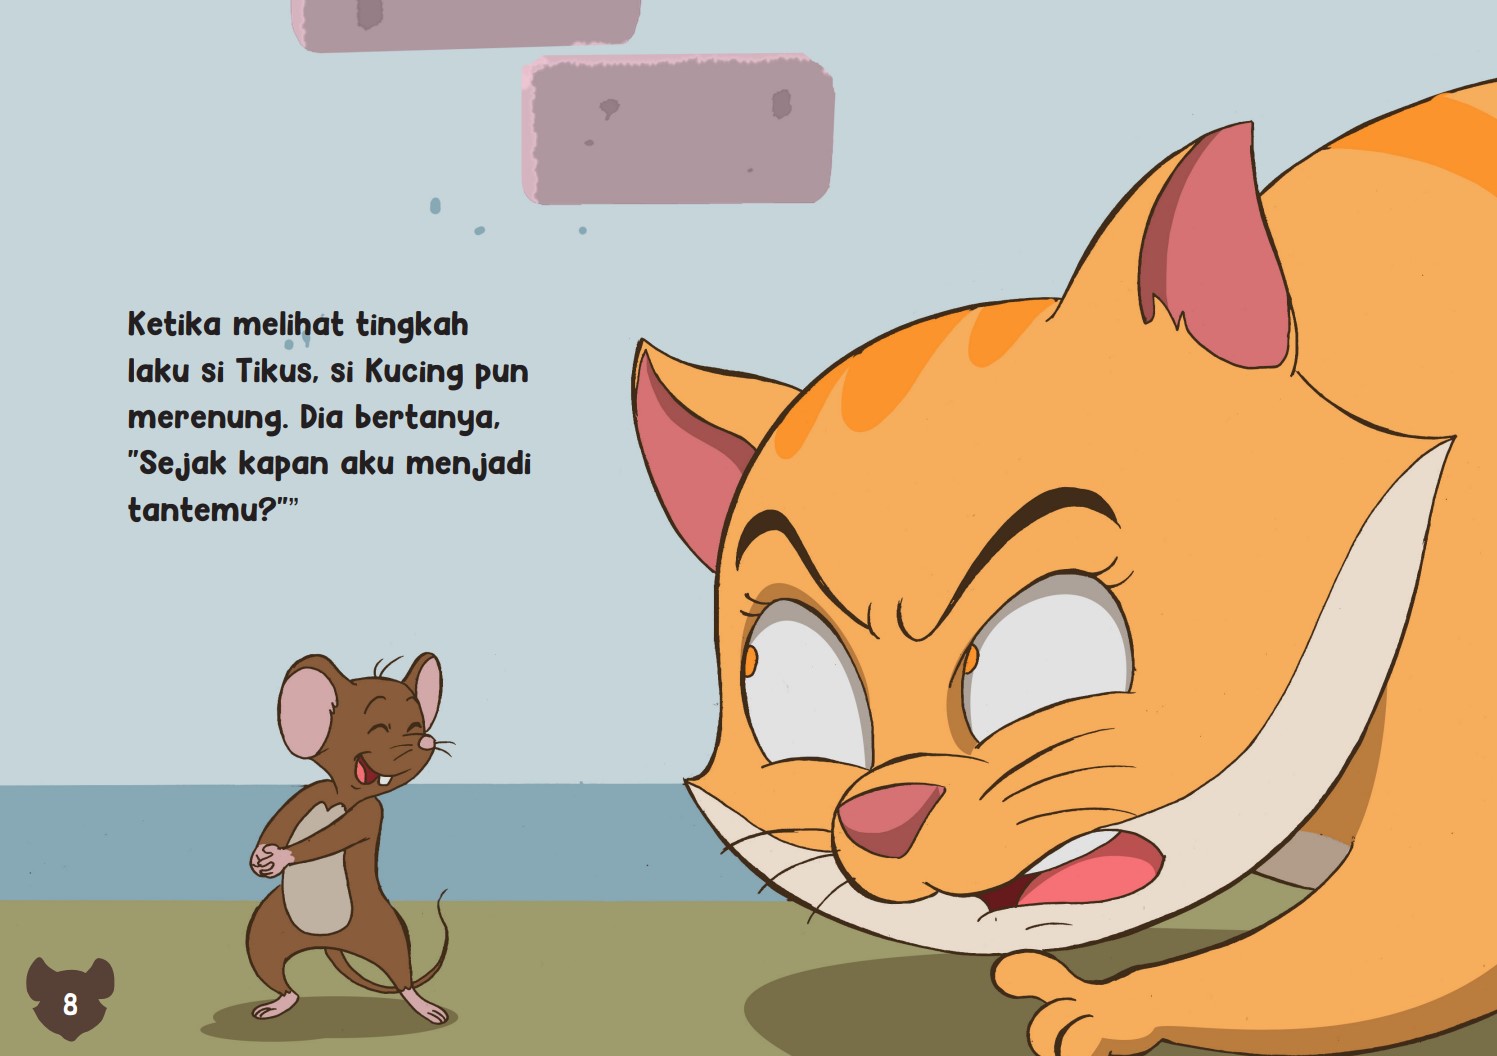 Ketika melihat tingkah
laku si Tikus, si Kucing pun
merenung. Dia bertanya,
"Sejak kapan aku menjadi
tantemu?"”
8